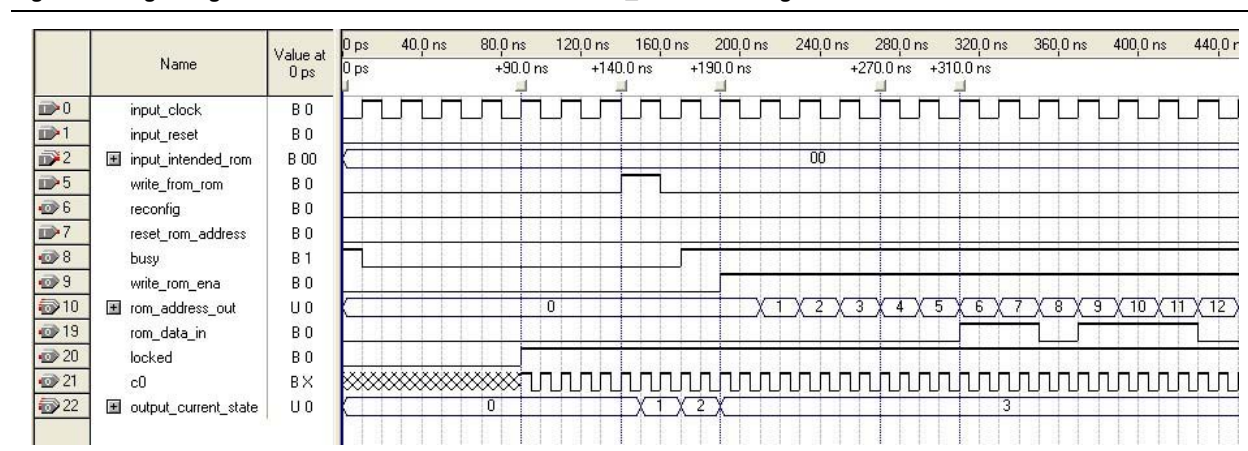 Name Value at 0 ps
0 ps 40.0 ns 80.0 ns 120.0 ns 160.0 ns 200.0 ns 240.0 ns 280.0 ns 320.0 ns 360.0 ns 400.0 ns 440.0 n
0 ps +90.0 ns +140.0 ns +190.0 ns +270.0 ns +310.0 ns
0 input_clock B 0
1 input_reset B 0
2 input_intended_rom B 00 00
5 write_from_rom B 0
6 reconfig B 0
7 reset_rom_address B 0
8 busy B 1
9 write_rom_ena B 0
10 rom_address_out U 0 0 1 2 3 4 5 6 7 8 9 10 11 12
19 rom_data_in B 0
20 locked B 0
21 c0 B X
22 output_current_state U 0 0 1 2 3